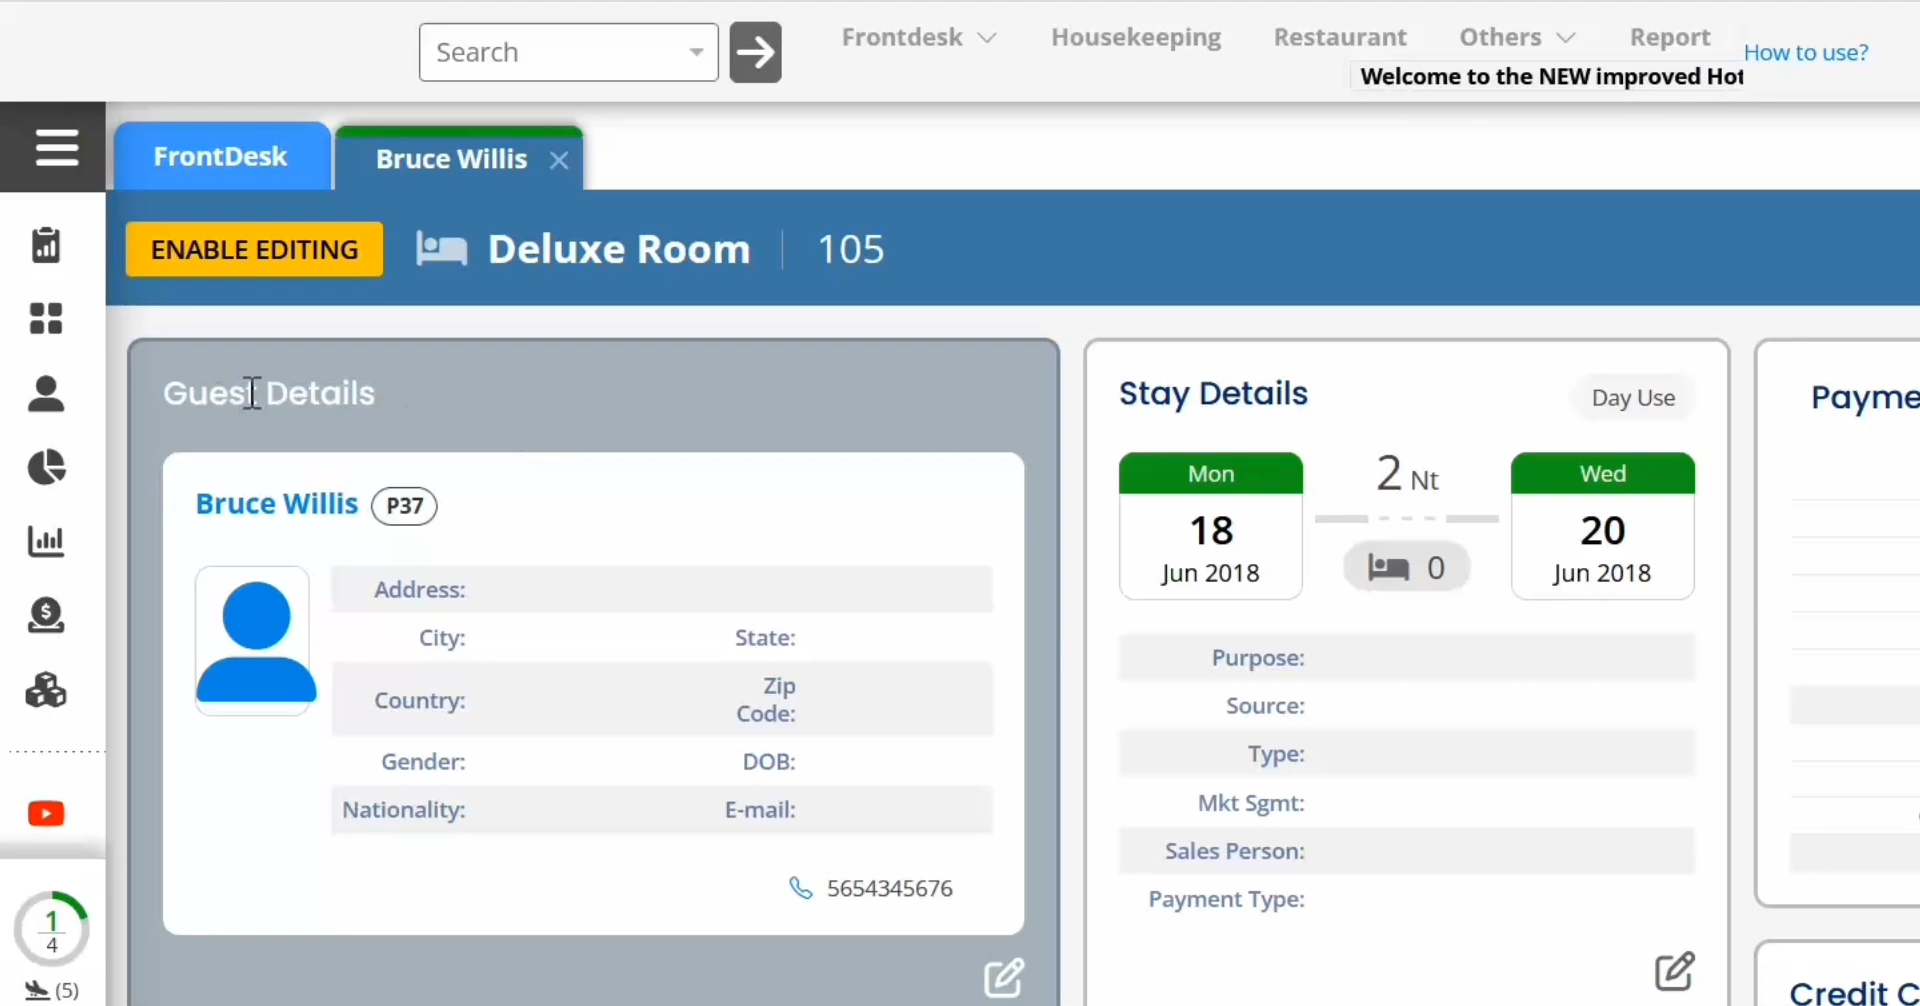 Search
Frontdesk
Housekeeping
Restaurant
Others
Report
How to use?
Welcome to the NEW improved Hot
FrontDesk
Bruce Willis
ENABLE EDITING
Deluxe Room
105
Guest Details
Bruce Willis
P37
Address:
City:
State:
Country:
Zip
Code:
Gender:
DOB:
Nationality:
E-mail:
5654345676
Stay Details
Day Use
Mon
18
Jun 2018
2 Nt
0
Wed
20
Jun 2018
Purpose:
Source:
Type:
Mkt Sgmt:
Sales Person:
Payment Type:
Payme
Credit C
1
4
(5)